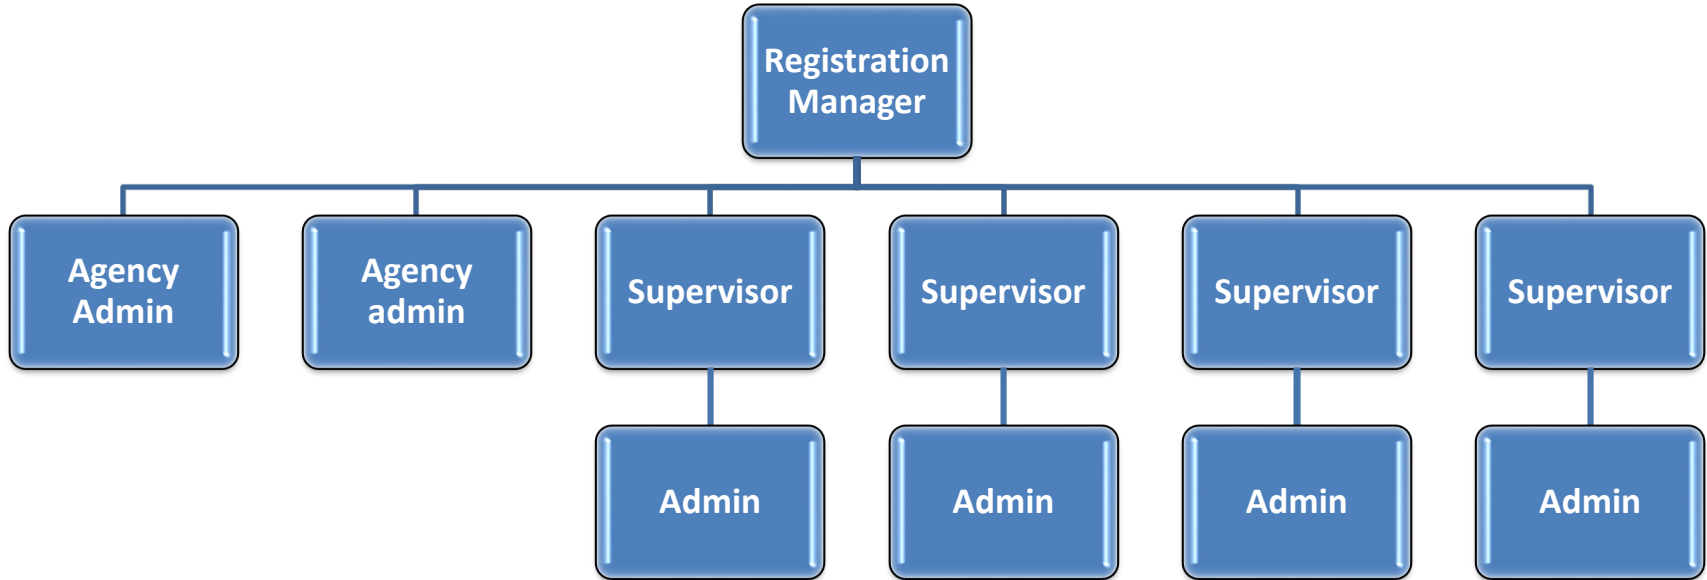 Registration
Manager
Agency
Admin
Agency
admin
Supervisor
Supervisor
Supervisor
Supervisor
Admin
Admin
Admin
Admin